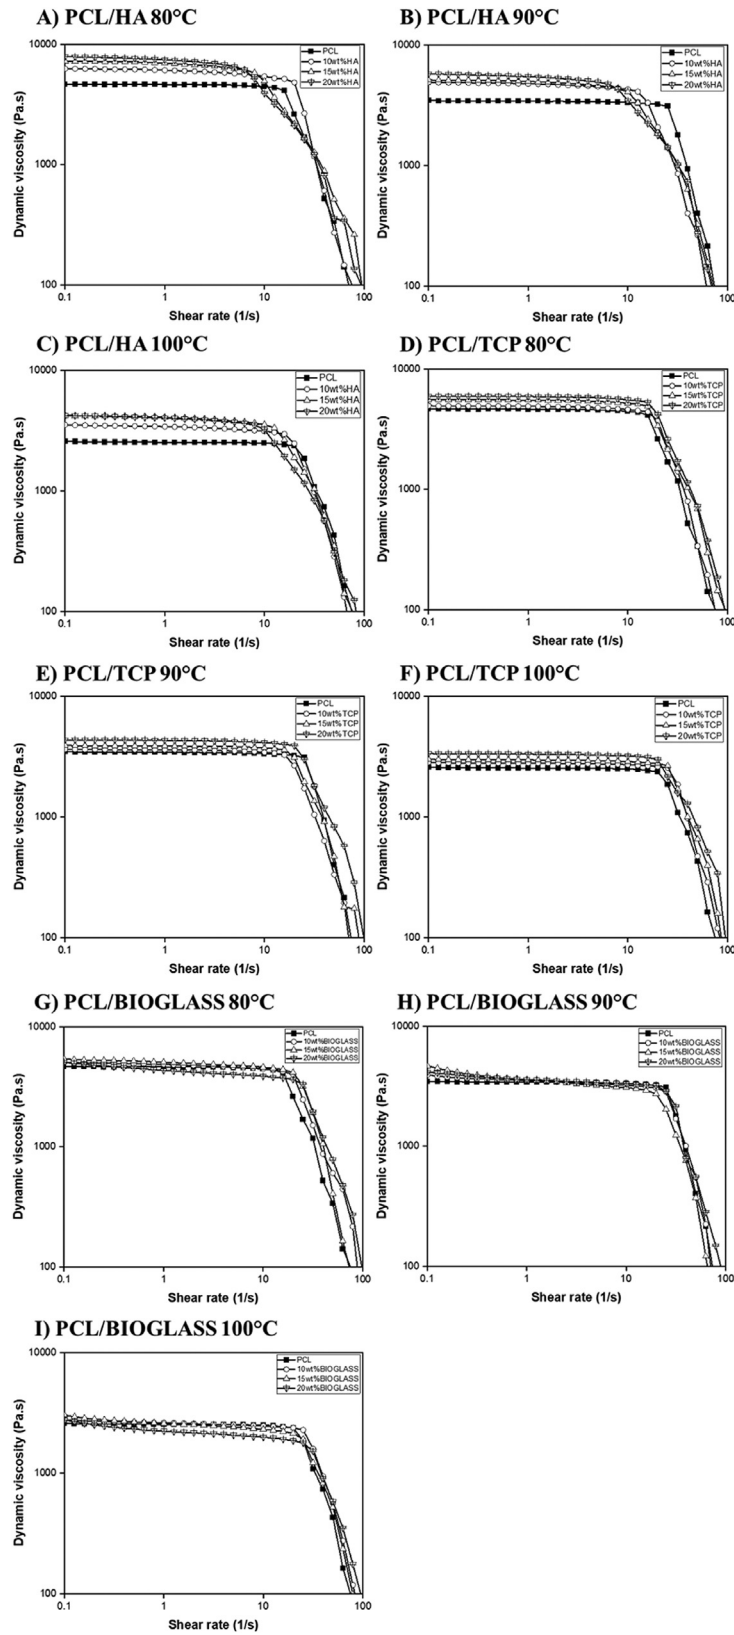 A) PCL/HA 80°C
B) PCL/HA 90°C
10000
1000
100
Dynamic viscosity (Pa.s)
PCL
10wt%HA
15wt%HA
20wt%HA
0.1 1 10 100
Shear rate (1/s)
10000
1000
100
Dynamic viscosity (Pa.s)
PCL
10wt%HA
15wt%HA
20wt%HA
0.1 1 10 100
Shear rate (1/s)
C) PCL/HA 100°C
D) PCL/TCP 80°C
10000
1000
100
Dynamic viscosity (Pa.s)
PCL
10wt%HA
15wt%HA
20wt%HA
0.1 1 10 100
Shear rate (1/s)
10000
1000
100
Dynamic viscosity (Pa.s)
PCL
10wt%TCP
15wt%TCP
20wt%TCP
0.1 1 10 100
Shear rate (1/s)
E) PCL/TCP 90°C
F) PCL/TCP 100°C
10000
1000
100
Dynamic viscosity (Pa.s)
PCL
10wt%TCP
15wt%TCP
20wt%TCP
0.1 1 10 100
Shear rate (1/s)
10000
1000
100
Dynamic viscosity (Pa.s)
PCL
10wt%TCP
15wt%TCP
20wt%TCP
0.1 1 10 100
Shear rate (1/s)
G) PCL/BIOGLASS 80°C
H) PCL/BIOGLASS 90°C
10000
1000
100
Dynamic viscosity (Pa.s)
PCL
10wt%BIOGLASS
15wt%BIOGLASS
20wt%BIOGLASS
0.1 1 10 100
Shear rate (1/s)
10000
1000
100
Dynamic viscosity (Pa.s)
PCL
10wt%BIOGLASS
15wt%BIOGLASS
20wt%BIOGLASS
0.1 1 10 100
Shear rate (1/s)
I) PCL/BIOGLASS 100°C
10000
1000
100
Dynamic viscosity (Pa.s)
PCL
10wt%BIOGLASS
15wt%BIOGLASS
20wt%BIOGLASS
0.1 1 10 100
Shear rate (1/s)